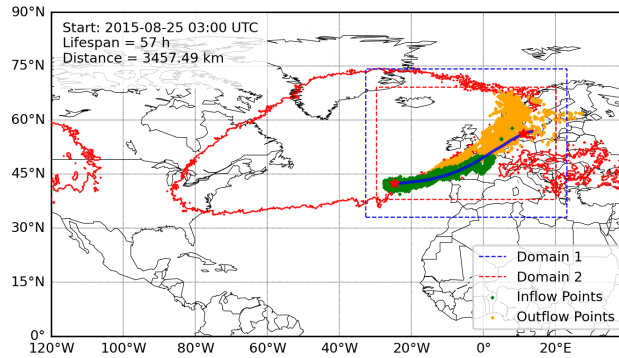 90°N
Start: 2015-08-25 03:00 UTC
Lifespan = 57 h
Distance = 3457.49 km
75°N
60°N
45°N
30°N
15°N
0°
Domain 1
Domain 2
Inflow Points
Outflow Points
120°W 100°W 80°W 60°W 40°W 20°W 0° 20°E